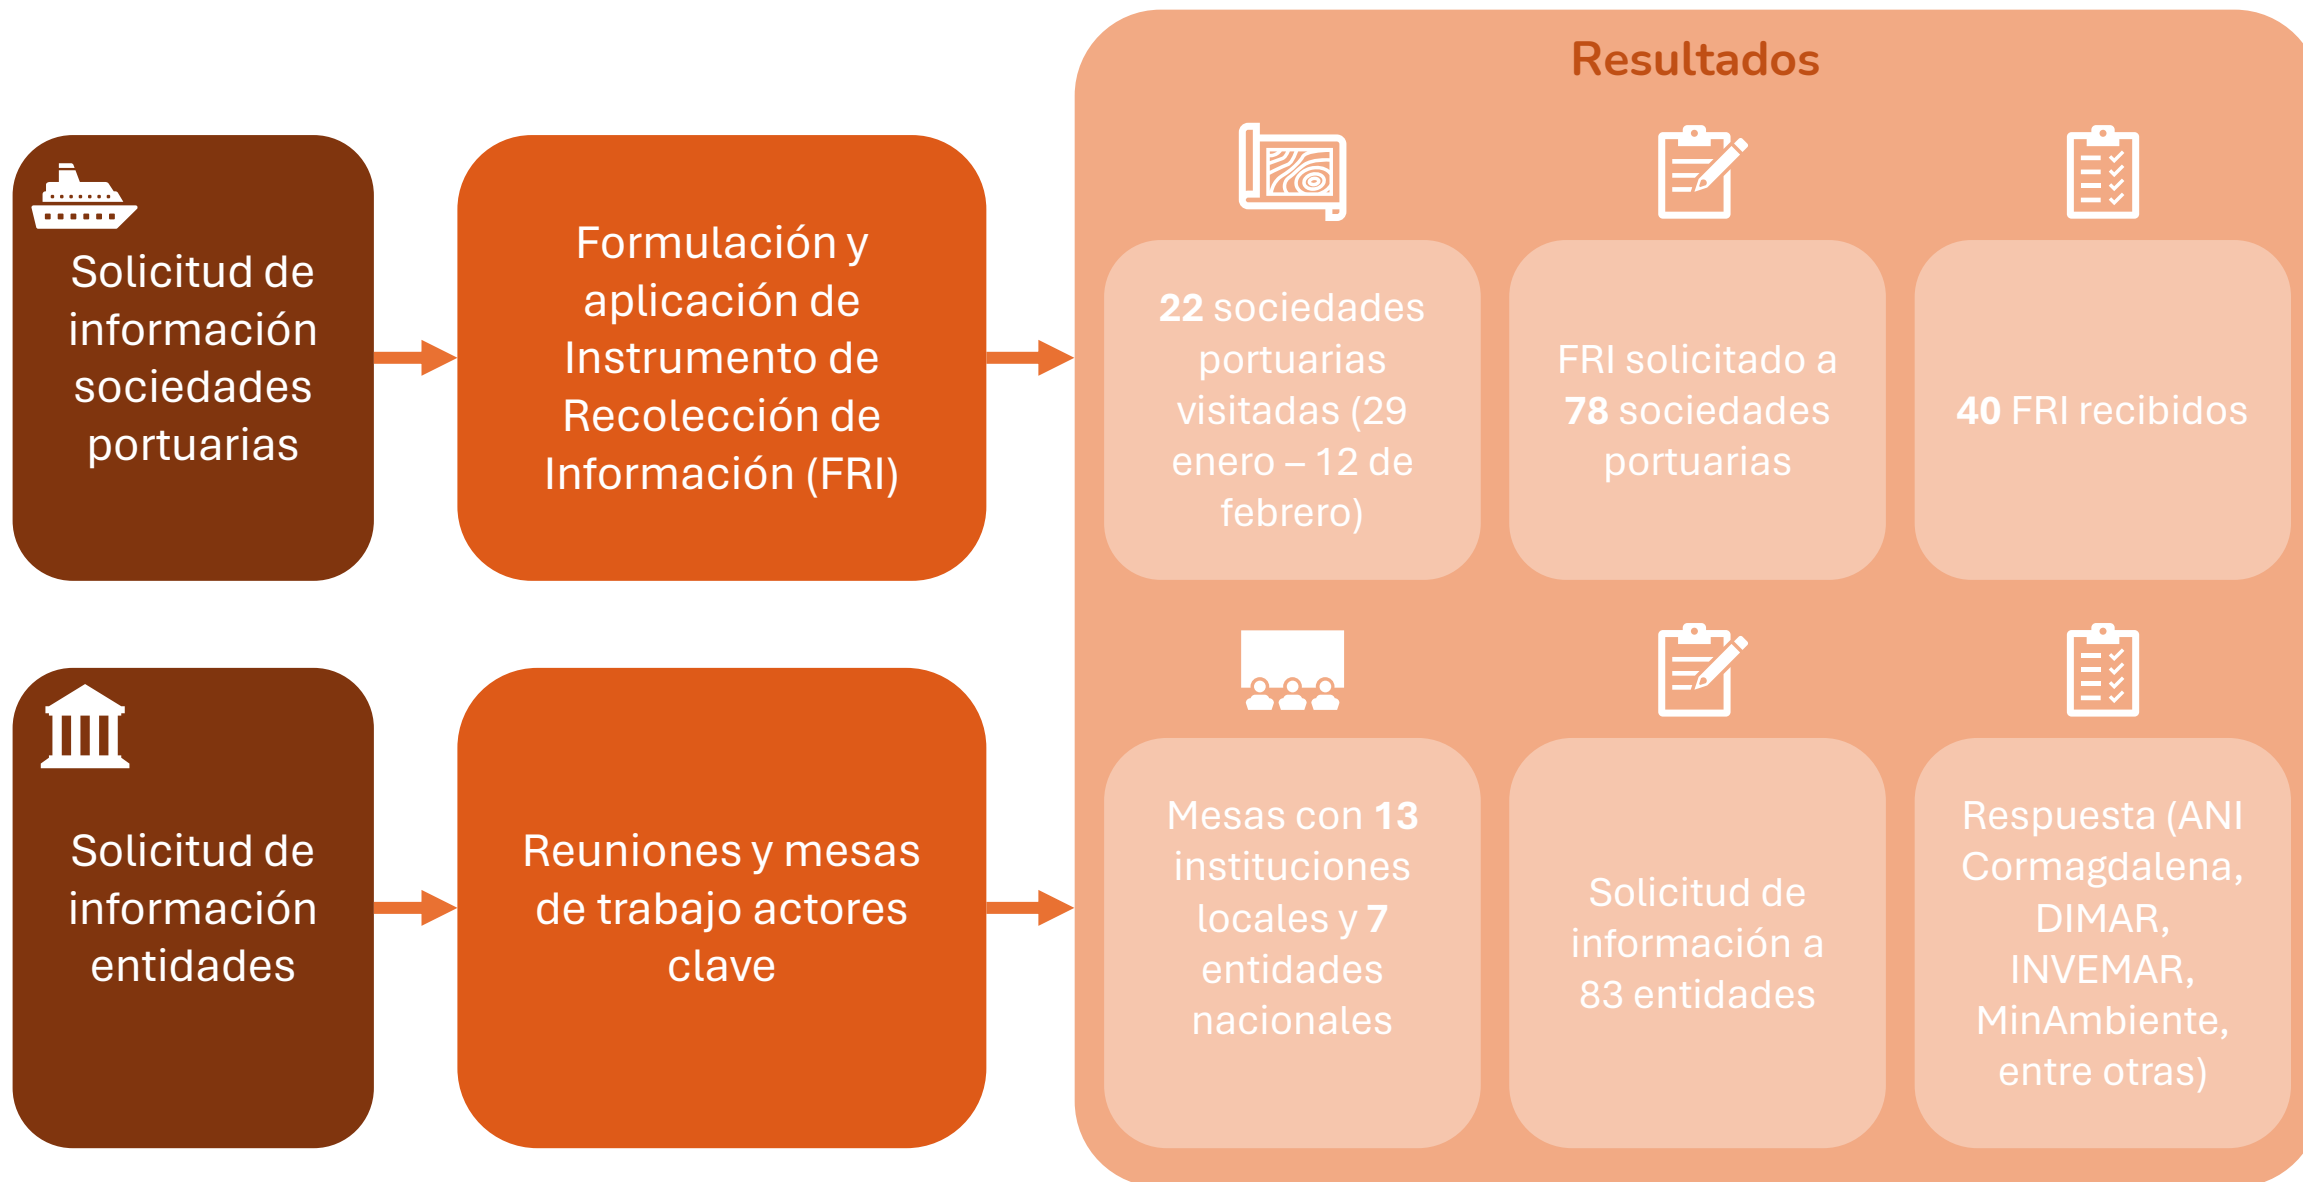 Resultados
Solicitud de
información
sociedades
portuarias
Formulación y
aplicación de
Instrumento de
Recolección de
Información (FRI)
22 sociedades
portuarias
visitadas (29
enero – 12 de
febrero)
FRI solicitado a
78 sociedades
portuarias
40 FRI recibidos
Solicitud de
información
entidades
Reuniones y mesas
de trabajo actores
clave
Mesas con 13
instituciones
locales y 7
entidades
nacionales
Solicitud de
información a
83 entidades
Respuesta (ANI
Cormagdalena,
DIMAR,
INVEMAR,
MinAmbiente,
entre otras)